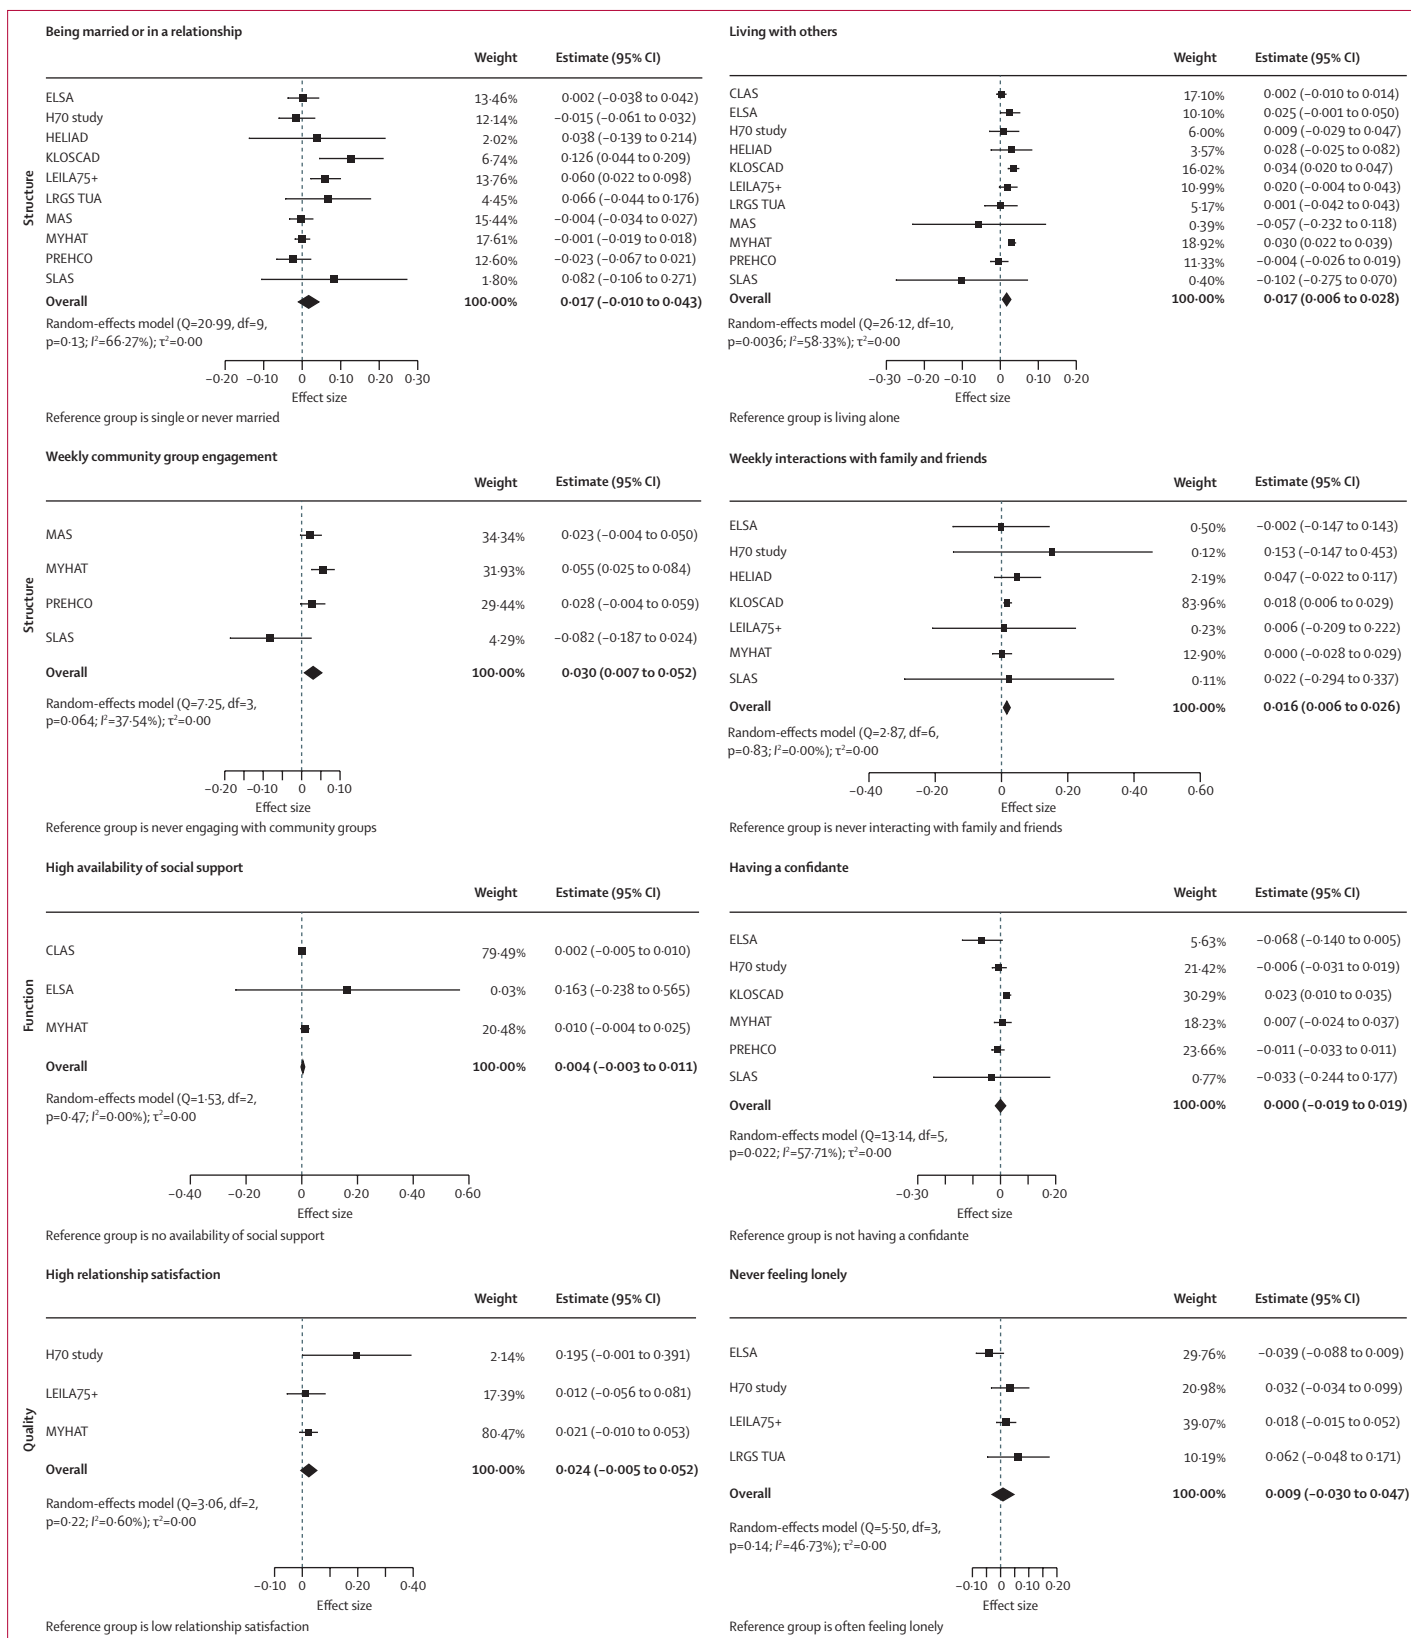 Being married or in a relationship
Weight Estimate (95% CI)
Structure
ELSA 13·46% 0·002 (−0·038 to 0·042)
H70 study 12·14% −0·015 (−0·061 to 0·032)
HELIAD 2·02% 0·038 (−0·139 to 0·214)
KLOSCAD 6·74% 0·126 (0·044 to 0·209)
LEILA75+ 13·76% 0·060 (0·022 to 0·098)
LRGS TUA 4·45% 0·066 (−0·044 to 0·176)
MAS 15·44% −0·004 (−0·034 to 0·027)
MYHAT 17·61% −0·001 (−0·019 to 0·018)
PREHCO 12·60% −0·023 (−0·067 to 0·021)
SLAS 1·80% 0·082 (−0·106 to 0·271)
Overall 100·00% 0·017 (−0·010 to 0·043)
Random-effects model (Q=20·99, df=9,
p=0·13; I²=66·27%); τ²=0·00
−0·20 −0·10 0 0·10 0·20 0·30
Effect size
Reference group is single or never married
Living with others
Weight Estimate (95% CI)
CLAS 17·10% 0·002 (−0·010 to 0·014)
ELSA 10·10% 0·025 (−0·001 to 0·050)
H70 study 6·00% 0·009 (−0·029 to 0·047)
HELIAD 3·57% 0·028 (−0·025 to 0·082)
KLOSCAD 16·02% 0·034 (0·020 to 0·047)
LEILA75+ 10·99% 0·020 (−0·004 to 0·043)
LRGS TUA 5·17% 0·001 (−0·042 to 0·043)
MAS 0·39% −0·057 (−0·232 to 0·118)
MYHAT 18·92% 0·030 (0·022 to 0·039)
PREHCO 11·33% −0·004 (−0·026 to 0·019)
SLAS 0·40% −0·102 (−0·275 to 0·070)
Overall 100·00% 0·017 (0·006 to 0·028)
Random-effects model (Q=26·12, df=10,
p=0·0036; I²=58·33%); τ²=0·00
−0·30 −0·20 −0·10 0 0·10 0·20
Effect size
Reference group is living alone
Weekly community group engagement
Weight Estimate (95% CI)
Structure
MAS 34·34% 0·023 (−0·004 to 0·050)
MYHAT 31·93% 0·055 (0·025 to 0·084)
PREHCO 29·44% 0·028 (−0·004 to 0·059)
SLAS 4·29% −0·082 (−0·187 to 0·024)
Overall 100·00% 0·030 (0·007 to 0·052)
Random-effects model (Q=7·25, df=3,
p=0·064; I²=37·54%); τ²=0·00
−0·20 −0·10 0 0·10
Effect size
Reference group is never engaging with community groups
Weekly interactions with family and friends
Weight Estimate (95% CI)
ELSA 0·50% −0·002 (−0·147 to 0·143)
H70 study 0·12% 0·153 (−0·147 to 0·453)
HELIAD 2·19% 0·047 (−0·022 to 0·117)
KLOSCAD 83·96% 0·018 (0·006 to 0·029)
LEILA75+ 0·23% 0·006 (−0·209 to 0·222)
MYHAT 12·90% 0·000 (−0·028 to 0·029)
SLAS 0·11% 0·022 (−0·294 to 0·337)
Overall 100·00% 0·016 (0·006 to 0·026)
Random-effects model (Q=2·87, df=6,
p=0·83; I²=0·00%); τ²=0·00
−0·40 −0·20 0 0·20 0·40 0·60
Effect size
Reference group is never interacting with family and friends
High availability of social support
Weight Estimate (95% CI)
Function
CLAS 79·49% 0·002 (−0·005 to 0·010)
ELSA 0·03% 0·163 (−0·238 to 0·565)
MYHAT 20·48% 0·010 (−0·004 to 0·025)
Overall 100·00% 0·004 (−0·003 to 0·011)
Random-effects model (Q=1·53, df=2,
p=0·47; I²=0·00%); τ²=0·00
−0·40 −0·20 0 0·20 0·40 0·60
Effect size
Reference group is no availability of social support
Having a confidante
Weight Estimate (95% CI)
ELSA 5·63% −0·068 (−0·140 to 0·005)
H70 study 21·42% −0·006 (−0·031 to 0·019)
KLOSCAD 30·29% 0·023 (0·010 to 0·035)
MYHAT 18·23% 0·007 (−0·024 to 0·037)
PREHCO 23·66% −0·011 (−0·033 to 0·011)
SLAS 0·77% −0·033 (−0·244 to 0·177)
Overall 100·00% 0·000 (−0·019 to 0·019)
Random-effects model (Q=13·14, df=5,
p=0·022; I²=57·71%); τ²=0·00
−0·30 0 0·20
Effect size
Reference group is not having a confidante
High relationship satisfaction
Weight Estimate (95% CI)
Quality
H70 study 2·14% 0·195 (−0·001 to 0·391)
LEILA75+ 17·39% 0·012 (−0·056 to 0·081)
MYHAT 80·47% 0·021 (−0·010 to 0·053)
Overall 100·00% 0·024 (−0·005 to 0·052)
Random-effects model (Q=3·06, df=2,
p=0·22; I²=0·60%); τ²=0·00
−0·10 0 0·20 0·40
Effect size
Reference group is low relationship satisfaction
Never feeling lonely
Weight Estimate (95% CI)
ELSA 29·76% −0·039 (−0·088 to 0·009)
H70 study 20·98% 0·032 (−0·034 to 0·099)
LEILA75+ 39·07% 0·018 (−0·015 to 0·052)
LRGS TUA 10·19% 0·062 (−0·048 to 0·171)
Overall 100·00% 0·009 (−0·030 to 0·047)
Random-effects model (Q=5·50, df=3,
p=0·14; I²=46·73%); τ²=0·00
−0·10 0 0·10 0·20
Effect size
Reference group is often feeling lonely